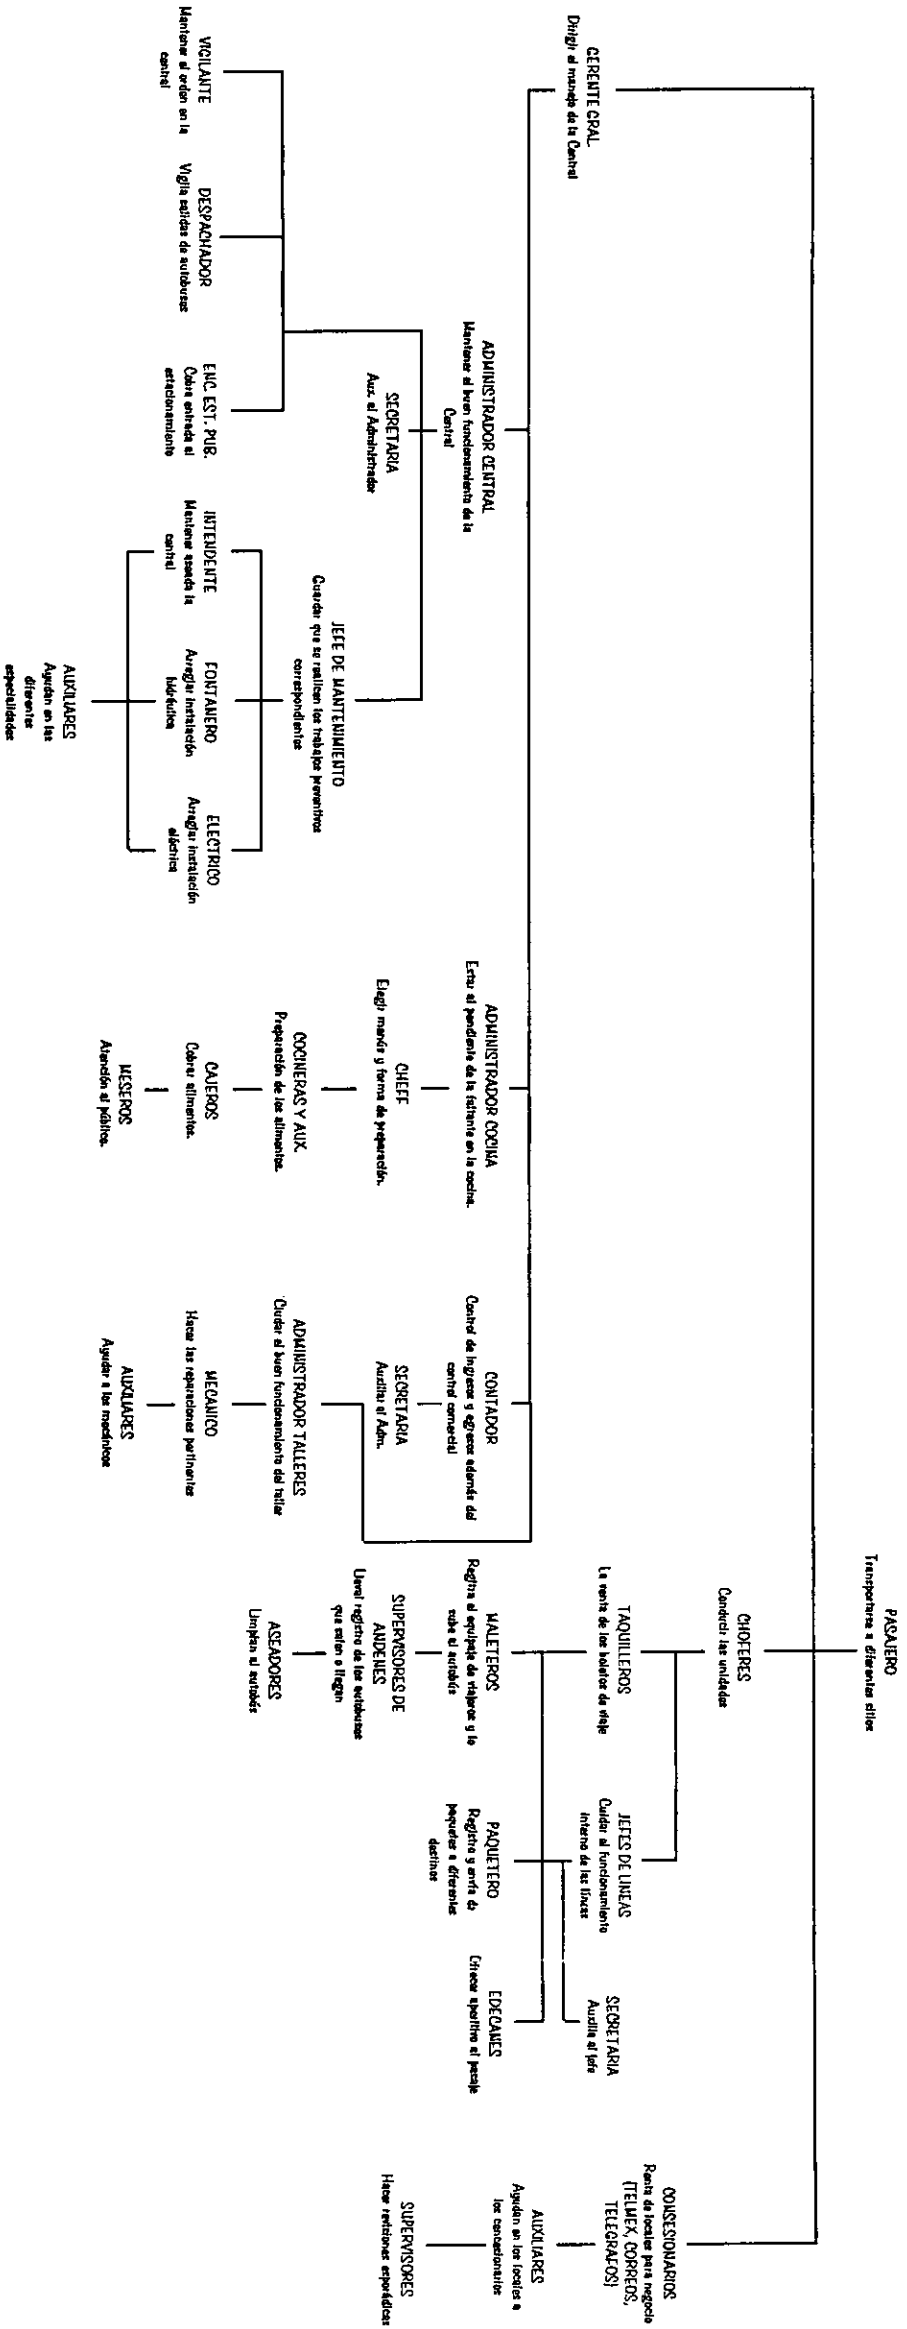 PASAJERO
Transportarse a diferentes sitios
GERENTE GRAL.
Dirigir el manejo de la Central
CHOFERES
Conducir las unidades
CONSESIONARIOS
Renta de locales para negocio
(TELMEX, CORREOS,
TELEGRAFOS)
TAQUILLEROS
La venta de los boletos de viaje
JEFES DE LINEAS
Cuidar el funcionamiento
interno de las líneas
SECRETARIA
Auxilia al jefe
AUXILIARES
Ayudan en los locales a
los concesionarios
SUPERVISORES
Hacer revisiones esporádicas
ADMINISTRADOR CENTRAL
Mantener el buen funcionamiento de la
Central
ADMINISTRADOR COCINA
Estar al pendiente de la faltante en la cocina.
CONTADOR
Control de ingresos y egresos además del
control comercial
MALETEROS
Registra el equipaje de viajeros y lo
sube al autobús
PAQUETERO
Registra y envía de
paquetes a diferentes
destinos
EDECANES
Ofrecer aperitivo al pasaje
SECRETARIA
Aux. al Administrador
CHEFF
Elegir menús y forma de preparación.
SECRETARIA
Auxiliar al Adm.
SUPERVISORES DE
ANDENES
Llevar registro de los autobuses
que salen o llegan
JEFE DE MANTENIMIENTO
Guardar que se realicen los trabajos preventivos
correspondientes
COCINERAS Y AUX.
Preparación de los alimentos.
ADMINISTRADOR TALLERES
Ciudar el buen funcionamiento del taller
ASEADORES
Limpian el autobús
VIGILANTE
Mantener el orden en la
central
DESPACHADOR
Vigila salidas de autobuses
ENC. EST. PUB.
Cobra entrada al
estacionamiento
INTENDENTE
Mantener aseada la
central
FONTANERO
Arreglar instalación
hidráulica
ELECTRICO
Arreglar instalación
eléctrica
CAJEROS
Cobrar alimentos.
MECANICO
Hacer las reparaciones pertinentes
AUXILIARES
Ayudan en las
diferentes
especialidades
MESEROS
Atención al público.
AUXILIARES
Ayudar a los mecánicos